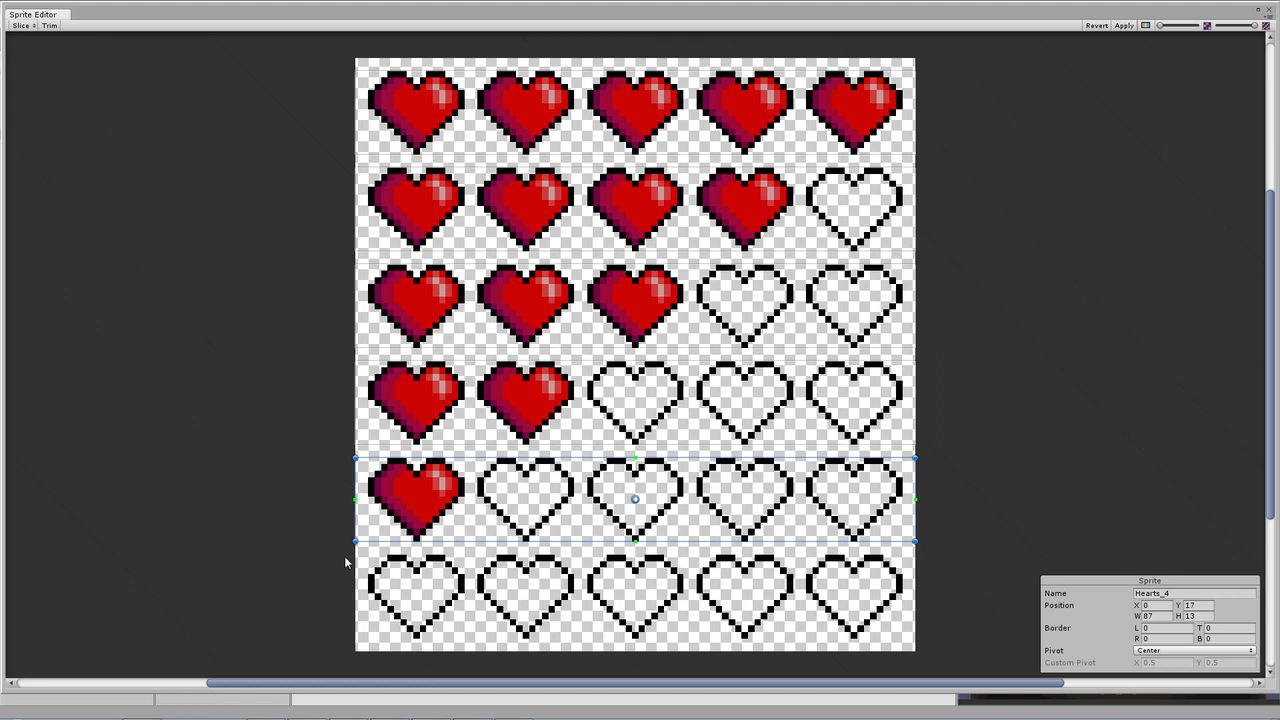 Sprite Editor
Slice Trim Revert Apply
Sprite
Name Hearts_4
Position X 0 Y 17
W 87 H 13
Border L 0 T 0
R 0 B 0
Pivot Center
Custom Pivot X 0.5 Y 0.5